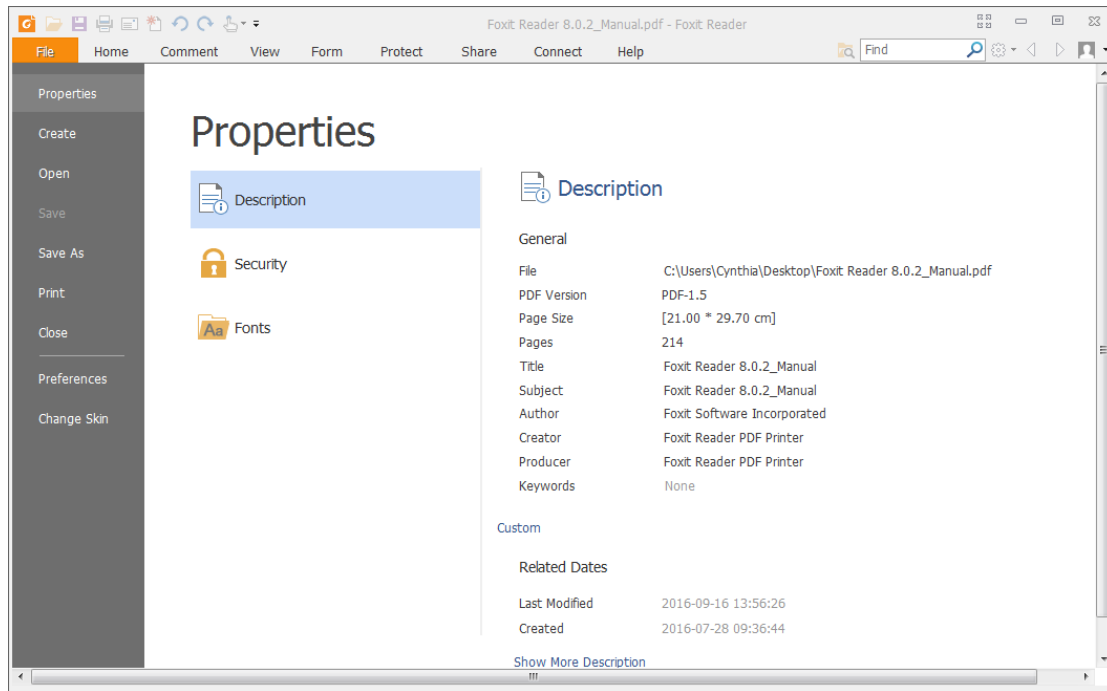 Foxit Reader 8.0.2_Manual.pdf - Foxit Reader
File Home Comment View Form Protect Share Connect Help Find
Properties
Create
Open
Save
Save As
Print
Close
Preferences
Change Skin
Properties
Description
Security
Aa Fonts
Description
General
File C:\Users\Cynthia\Desktop\Foxit Reader 8.0.2_Manual.pdf
PDF Version PDF-1.5
Page Size [21.00 * 29.70 cm]
Pages 214
Title Foxit Reader 8.0.2_Manual
Subject Foxit Reader 8.0.2_Manual
Author Foxit Software Incorporated
Creator Foxit Reader PDF Printer
Producer Foxit Reader PDF Printer
Keywords None
Custom
Related Dates
Last Modified 2016-09-16 13:56:26
Created 2016-07-28 09:36:44
Show More Description